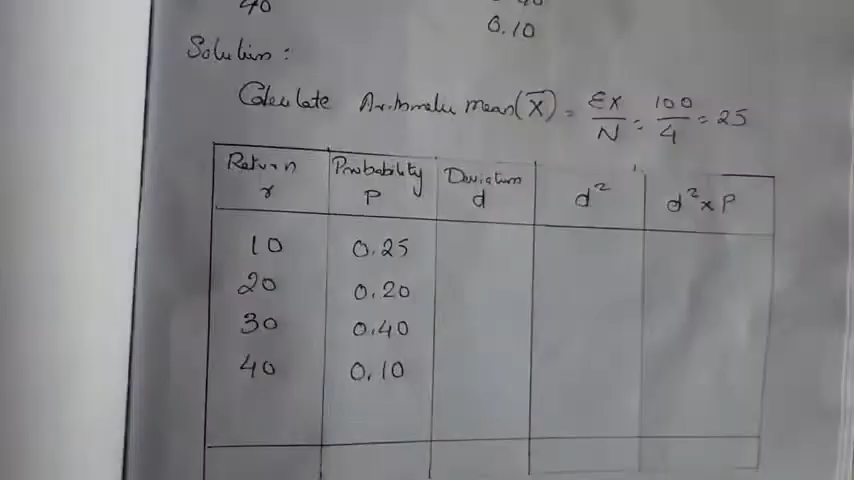 40
0.10
Solution :
Calculate Arithmetic mean (X̄) = ΣX/N = 100/4 = 25
Return r Probability P Deviation d d² d² x P
10 0.25
20 0.20
30 0.40
40 0.10